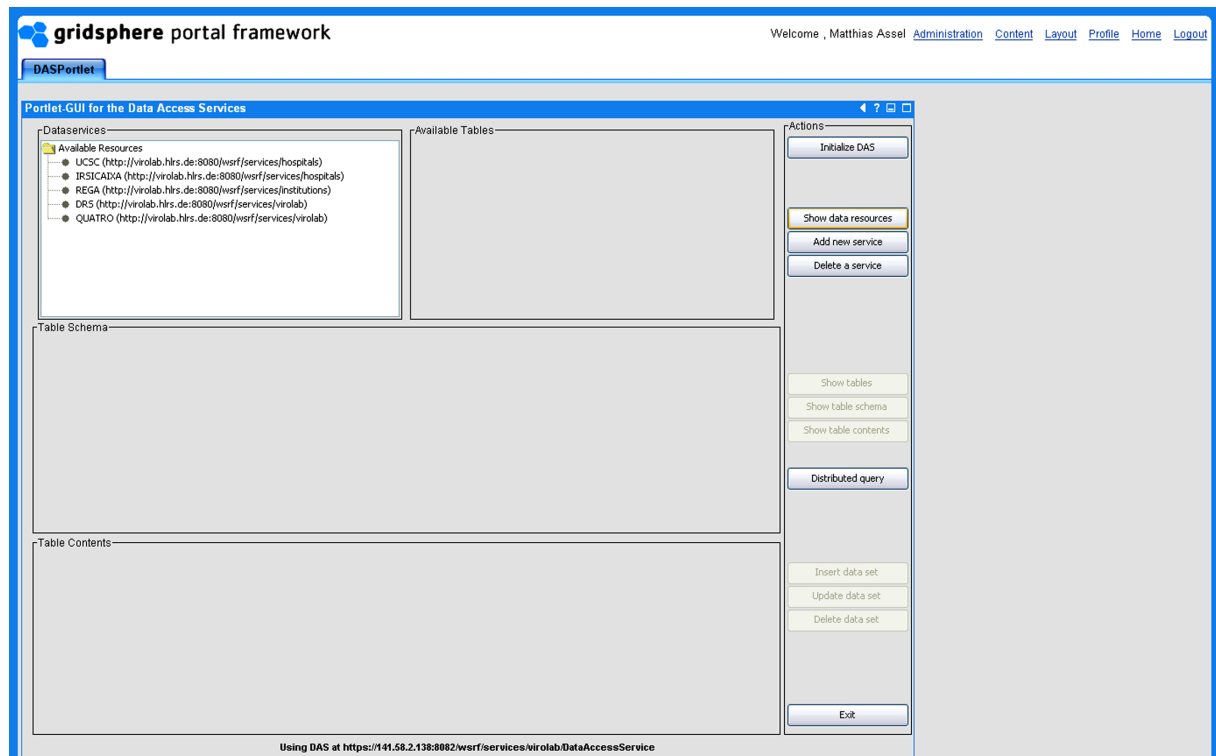 gridsphere portal framework
Welcome , Matthias Assel Administration Content Layout Profile Home Logout
DASPortlet
Portlet-GUI for the Data Access Services ?
Dataservices
Available Resources
UCSC (http://virolab.hlrs.de:8080/wsrf/services/hospitals)
IRSICAIXA (http://virolab.hlrs.de:8080/wsrf/services/hospitals)
REGA (http://virolab.hlrs.de:8080/wsrf/services/institutions)
DRS (http://virolab.hlrs.de:8080/wsrf/services/virolab)
QUATRO (http://virolab.hlrs.de:8080/wsrf/services/virolab)
Available Tables
Table Schema
Table Contents
Actions
Initialize DAS
Show data resources
Add new service
Delete a service
Show tables
Show table schema
Show table contents
Distributed query
Insert data set
Update data set
Delete data set
Exit
Using DAS at https://141.58.2.138:8082/wsrf/services/virolab/DataAccessService